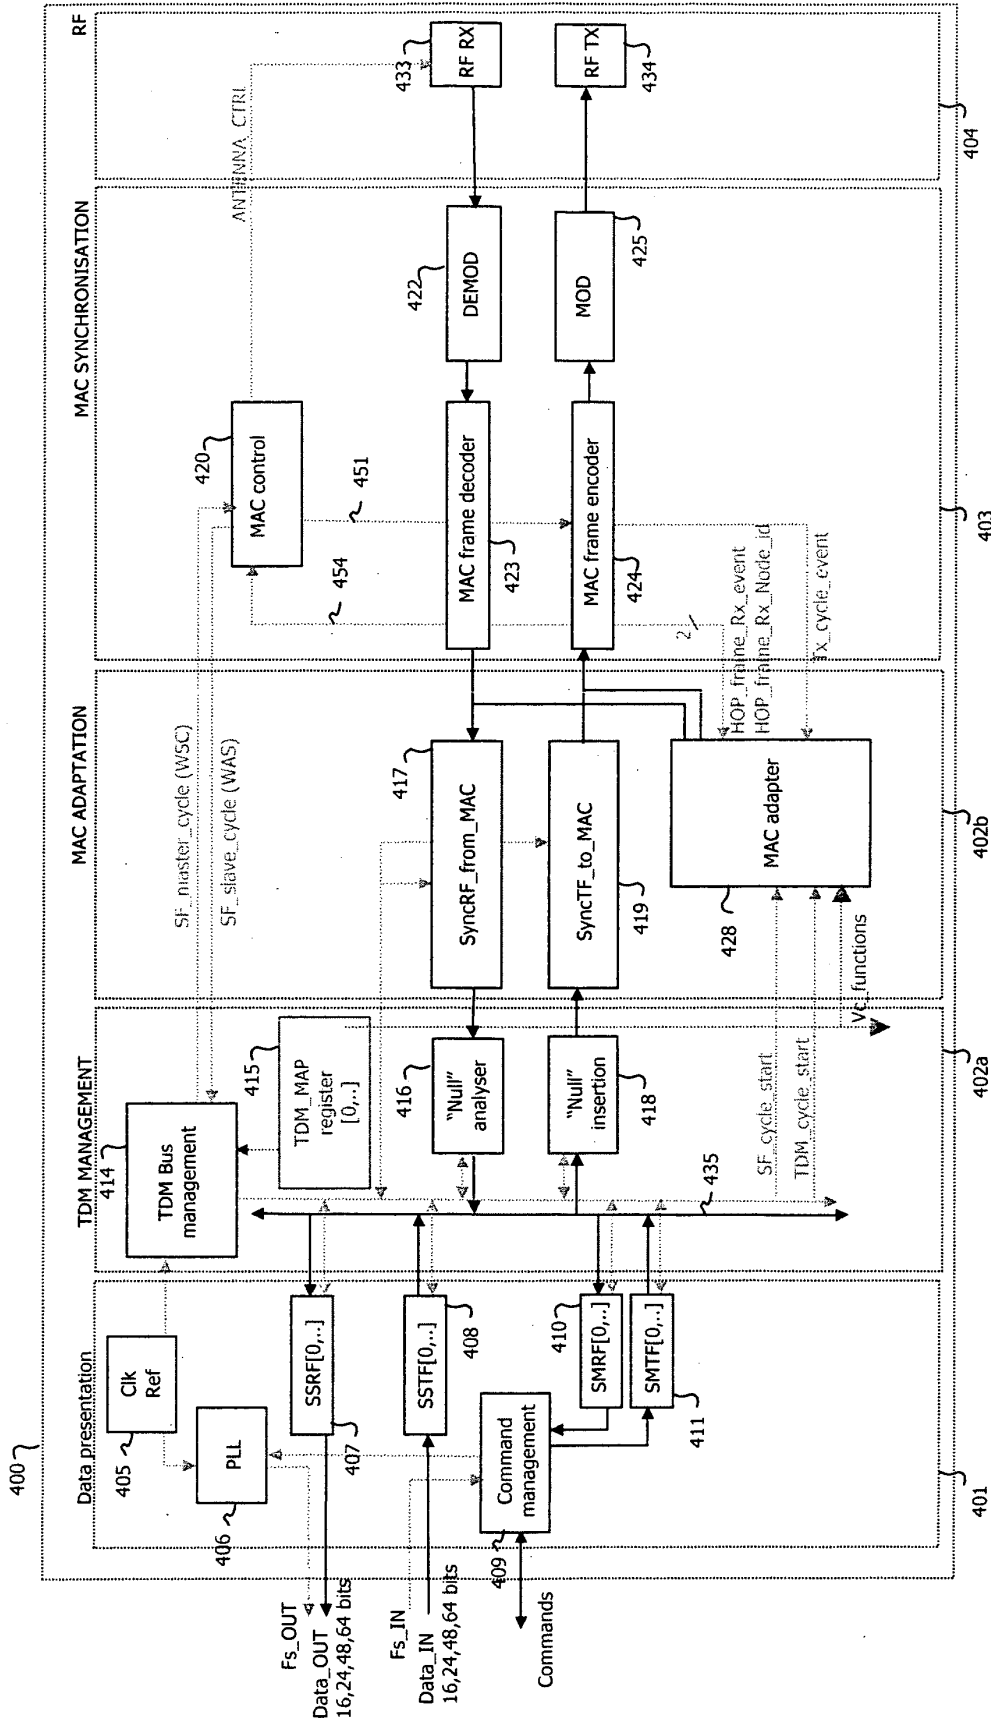 400
Data presentation
TDM MANAGEMENT
MAC ADAPTATION
MAC SYNCHRONISATION
RF
405
Clk
Ref
414
TDM Bus
management
SF_master_cycle (WSC)
SF_slave_cycle (WAS)
420
MAC control
ANTENNA_CTRL
406
PLL
415
TDM_MAP
register
[0,..]
454
451
Fs_OUT
Data_OUT
16,24,48,64 bits
407
SSRF[0,..]
416
"Null"
analyser
417
SyncRF_from_MAC
MAC frame decoder
423
422
DEMOD
433
RF RX
Fs_IN
Data_IN
16,24,48,64 bits
SSTF[0,..]
408
"Null"
insertion
418
SyncTF_to_MAC
419
MAC frame encoder
424
MOD
425
RF TX
434
409
Command
management
Commands
410
SMRF[0,..]
SMTF[0,..]
411
435
SF_cycle_start
TDM_cycle_start
Vc_functions
428
MAC adapter
2
HOP_frame_Rx_event
HOP_frame_Rx_Node_id
Tx_cycle_event
401
402a
402b
403
404